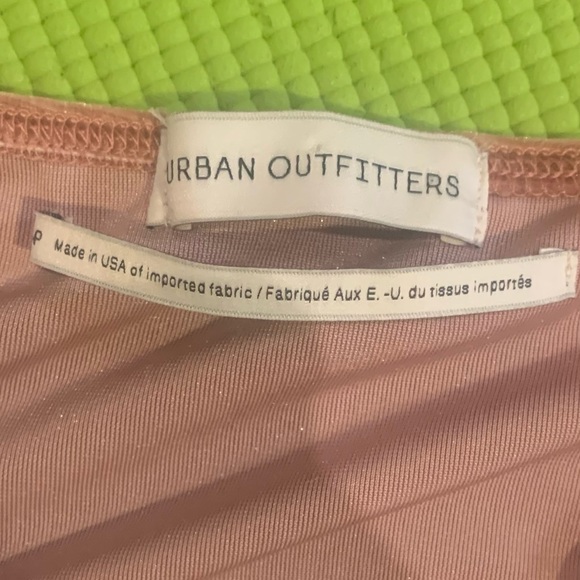 URBAN OUTFITTERS
P Made in USA of imported fabric / Fabriqué Aux E. -U. du tissus importés